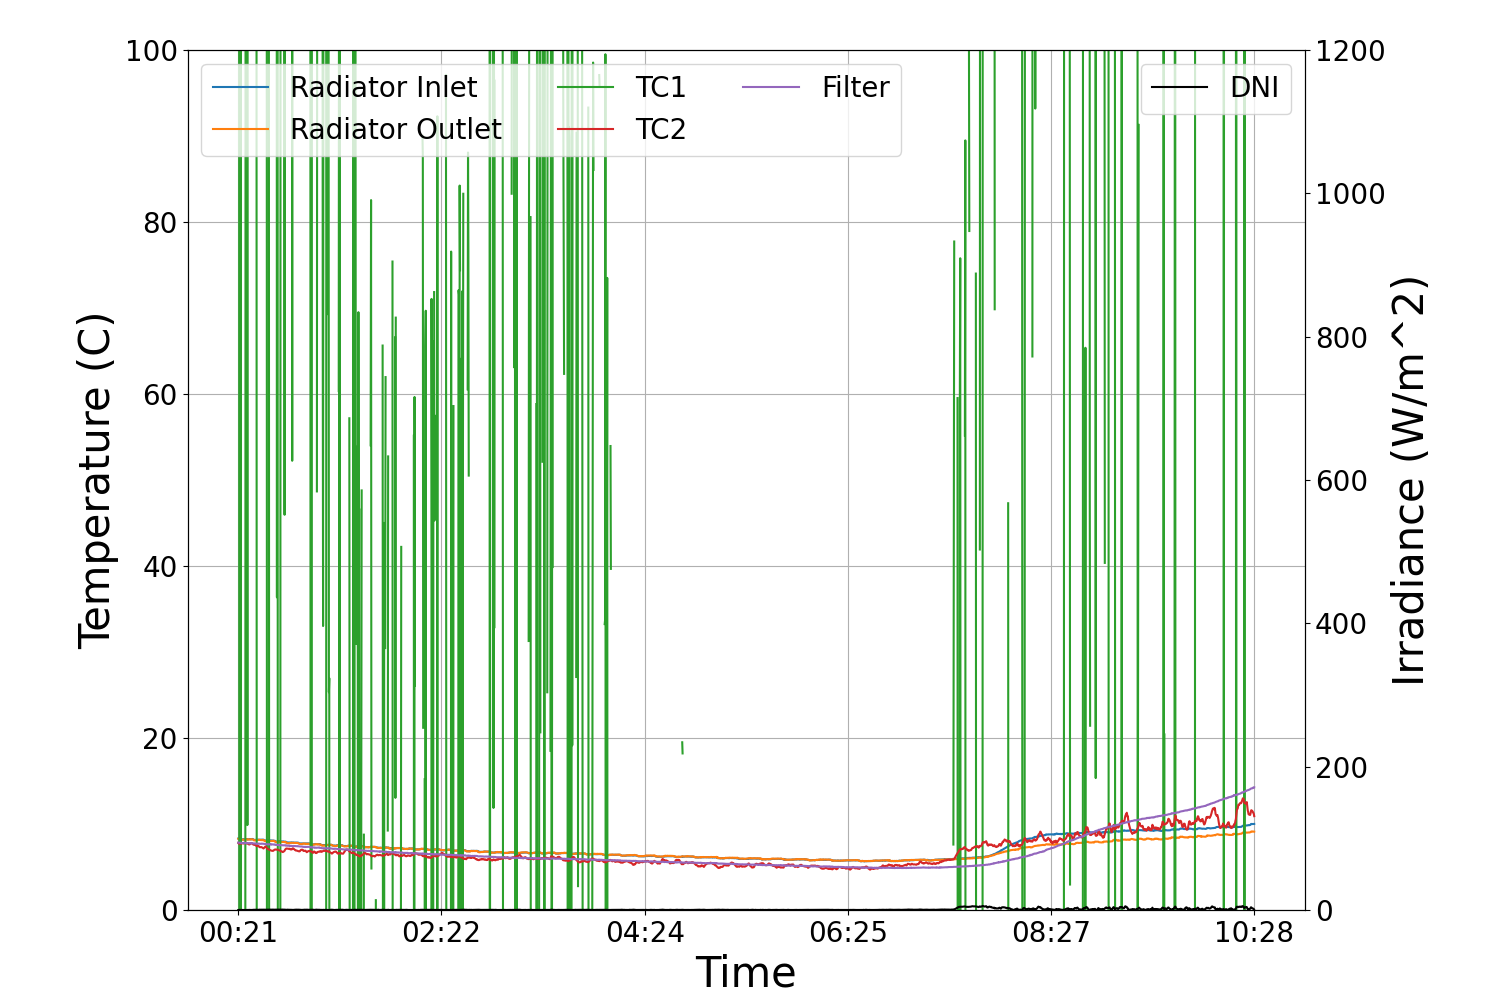 Radiator Inlet
Radiator Outlet
TC1
TC2
Filter
DNI
100
80
60
40
20
0
Temperature (C)
1200
1000
800
600
400
200
0
Irradiance (W/m^2)
00:21
02:22
04:24
06:25
08:27
10:28
Time